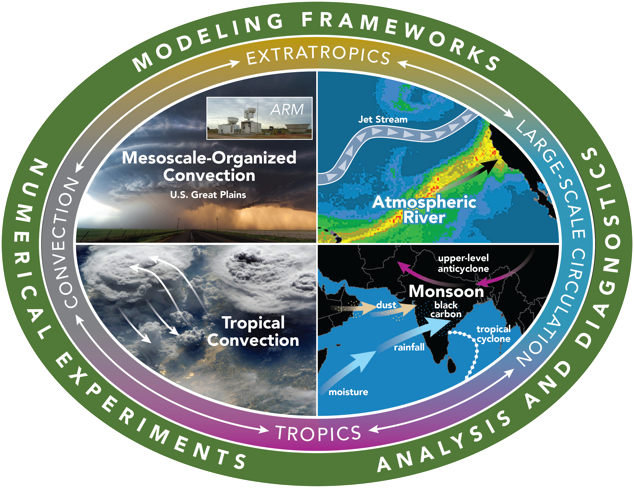 MODELING FRAMEWORKS
EXTRATROPICS
ARM
Mesoscale-Organized
Convection
U.S. Great Plains
Jet Stream
Atmospheric
River
NUMERICAL EXPERIMENTS
CONVECTION
LARGE-SCALE CIRCULATION
ANALYSIS AND DIAGNOSTICS
Tropical
Convection
upper-level
anticyclone
Monsoon
dust
black
carbon
tropical
cyclone
rainfall
moisture
TROPICS